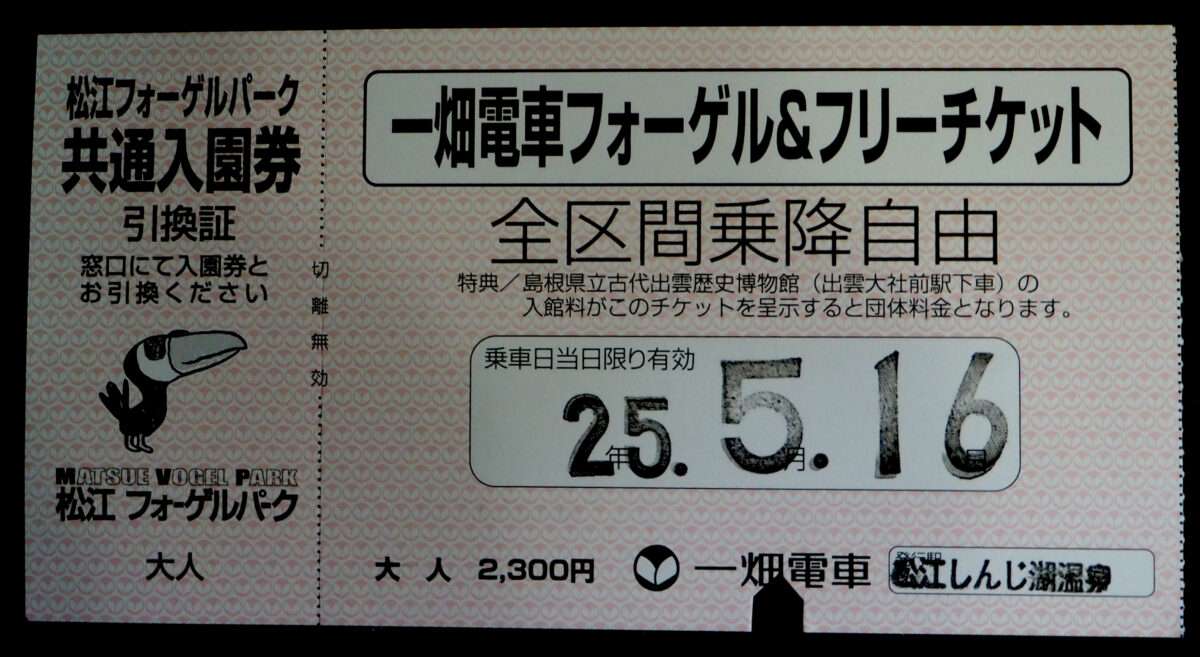 松江フォーゲルパーク
共通入園券
引換証
窓口にて入園券と
お引換ください
MATSUE VOGEL PARK
松江 フォーゲルパーク
大人
切離無効
一畑電車フォーゲル&フリーチケット
全区間乗降自由
特典／島根県立古代出雲歴史博物館（出雲大社前駅下車）の
入館料がこのチケットを呈示すると団体料金となります。
乗車日当日限り有効
25年.5月.16日
大人 2,300円 一畑電車
発行駅
松江しんじ湖温泉